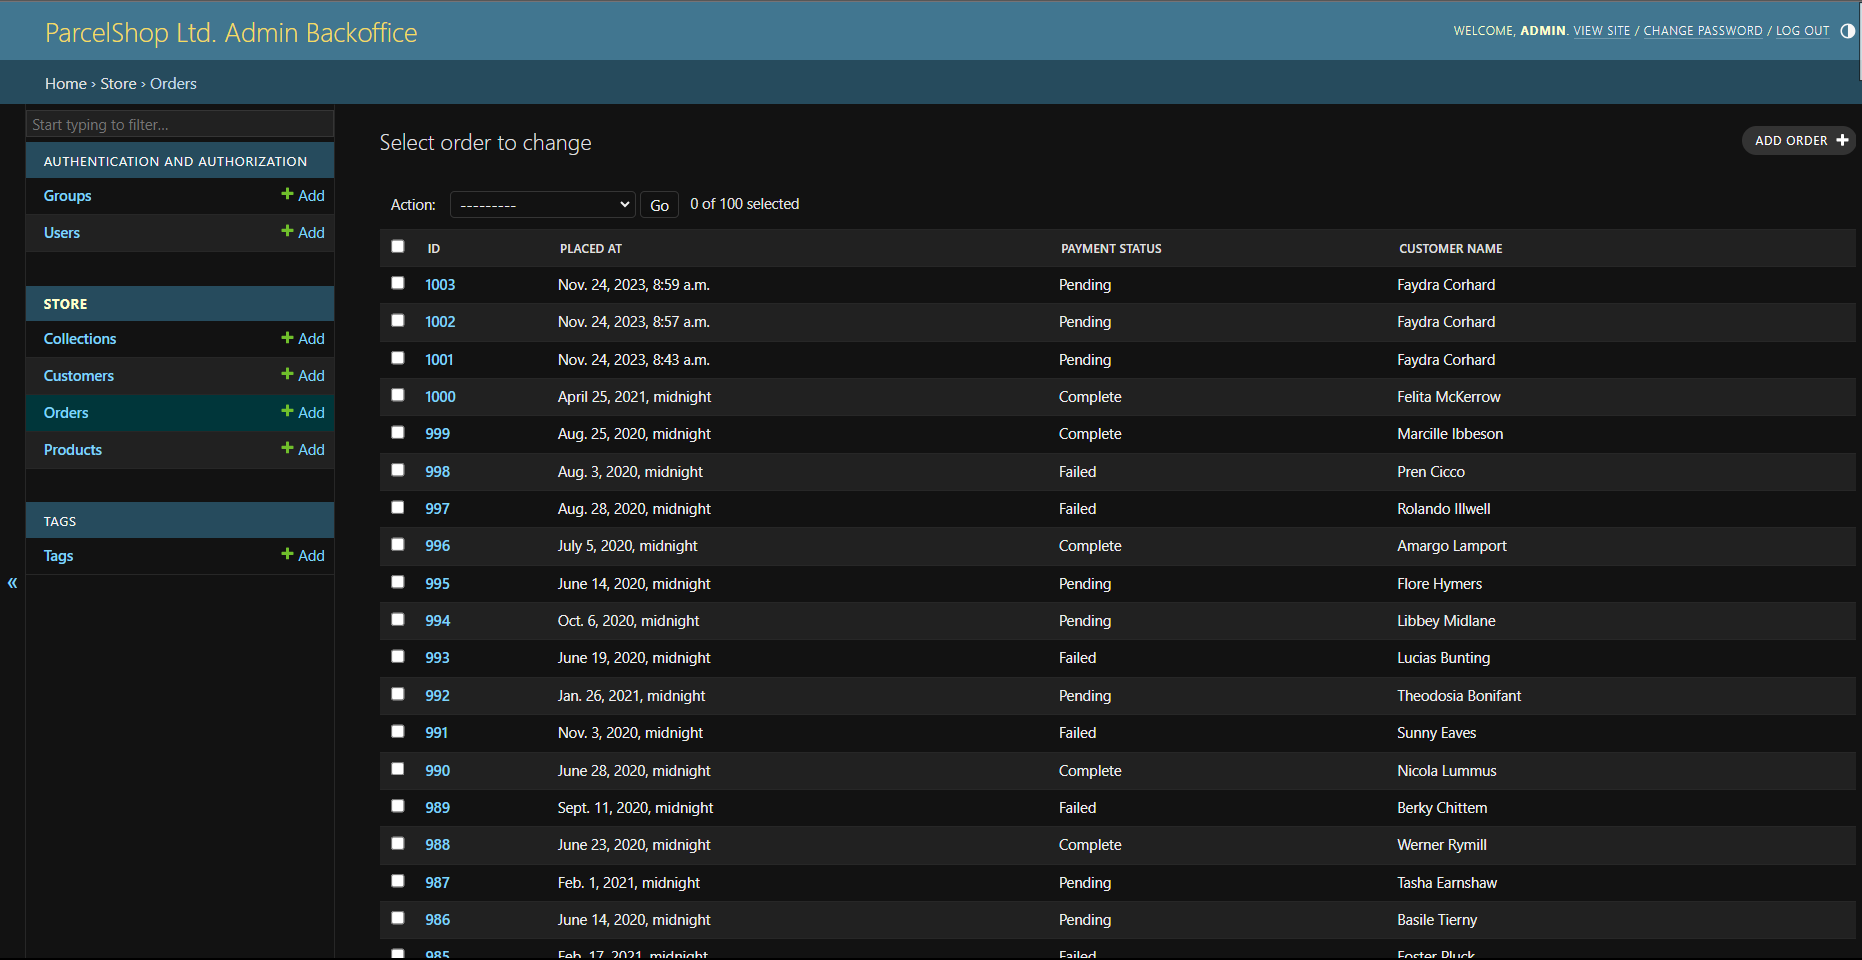 ParcelShop Ltd. Admin Backoffice
WELCOME, ADMIN. VIEW SITE / CHANGE PASSWORD / LOG OUT
Home › Store › Orders
Start typing to filter...
AUTHENTICATION AND AUTHORIZATION
Groups + Add
Users + Add
STORE
Collections + Add
Customers + Add
Orders + Add
Products + Add
TAGS
Tags + Add
«
Select order to change
ADD ORDER +
Action: --------- Go 0 of 100 selected
ID PLACED AT PAYMENT STATUS CUSTOMER NAME
1003 Nov. 24, 2023, 8:59 a.m. Pending Faydra Corhard
1002 Nov. 24, 2023, 8:57 a.m. Pending Faydra Corhard
1001 Nov. 24, 2023, 8:43 a.m. Pending Faydra Corhard
1000 April 25, 2021, midnight Complete Felita McKerrow
999 Aug. 25, 2020, midnight Complete Marcille Ibbeson
998 Aug. 3, 2020, midnight Failed Pren Cicco
997 Aug. 28, 2020, midnight Failed Rolando Illwell
996 July 5, 2020, midnight Complete Amargo Lamport
995 June 14, 2020, midnight Pending Flore Hymers
994 Oct. 6, 2020, midnight Pending Libbey Midlane
993 June 19, 2020, midnight Failed Lucias Bunting
992 Jan. 26, 2021, midnight Pending Theodosia Bonifant
991 Nov. 3, 2020, midnight Failed Sunny Eaves
990 June 28, 2020, midnight Complete Nicola Lummus
989 Sept. 11, 2020, midnight Failed Berky Chittem
988 June 23, 2020, midnight Complete Werner Rymill
987 Feb. 1, 2021, midnight Pending Tasha Earnshaw
986 June 14, 2020, midnight Pending Basile Tierny
985 Feb. 17, 2021, midnight Failed Foster Pluck